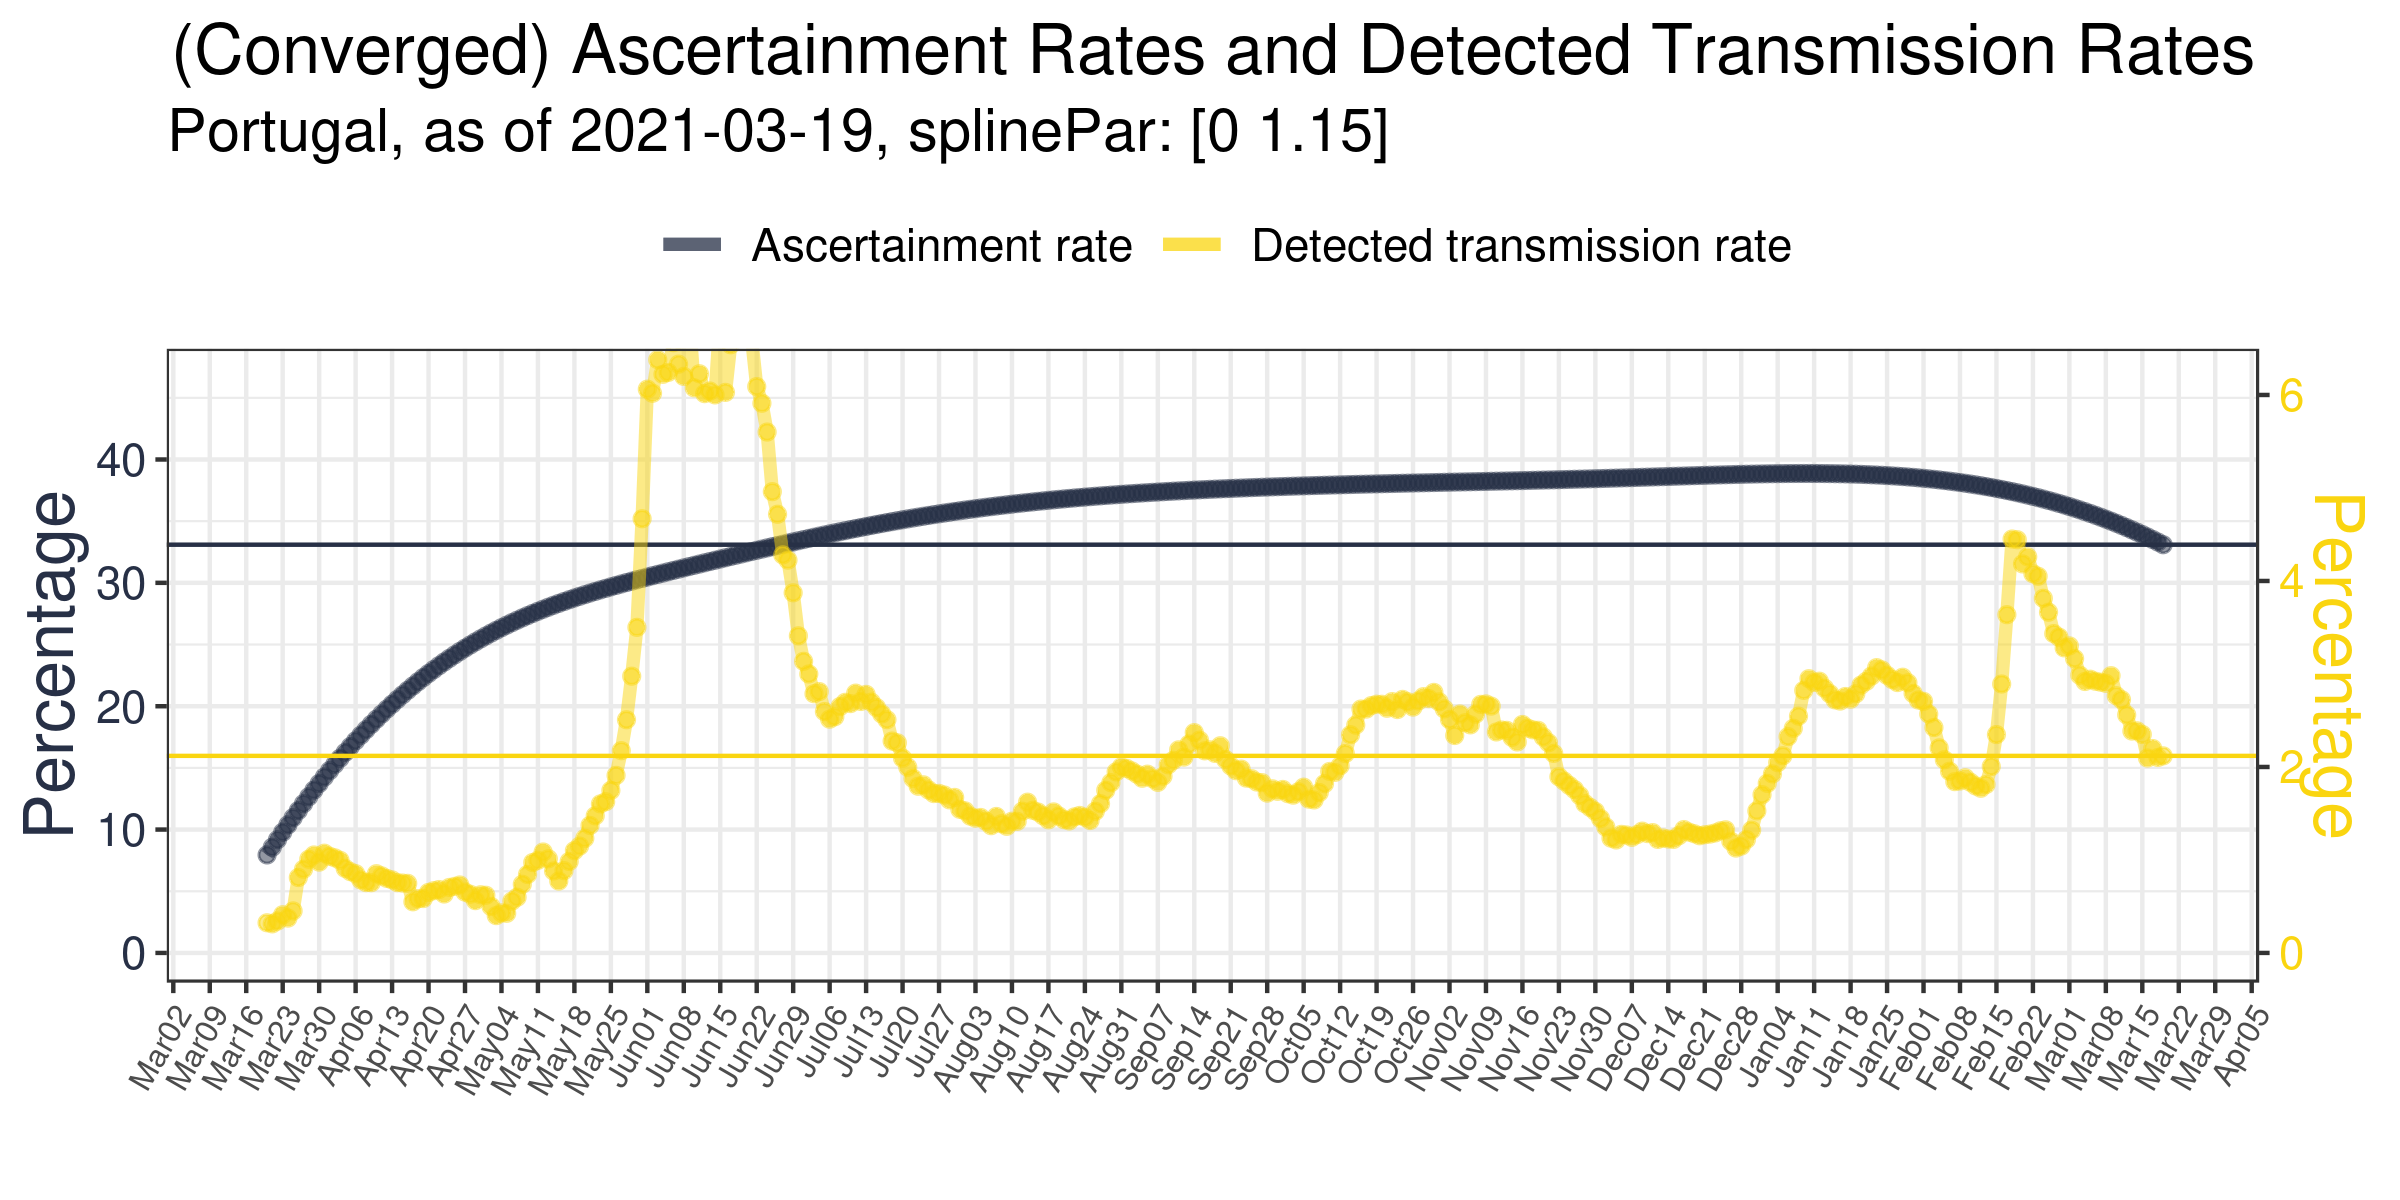 (Converged) Ascertainment Rates and Detected Transmission Rates
Portugal, as of 2021-03-19, splinePar: [0 1.15]
Ascertainment rate
Detected transmission rate
Percentage
40
30
20
10
0
6
4
2
0
Percentage
Mar02
Mar09
Mar16
Mar23
Mar30
Apr06
Apr13
Apr20
Apr27
May04
May11
May18
May25
Jun01
Jun08
Jun15
Jun22
Jun29
Jul06
Jul13
Jul20
Jul27
Aug03
Aug10
Aug17
Aug24
Aug31
Sep07
Sep14
Sep21
Sep28
Oct05
Oct12
Oct19
Oct26
Nov02
Nov09
Nov16
Nov23
Nov30
Dec07
Dec14
Dec21
Dec28
Jan04
Jan11
Jan18
Jan25
Feb01
Feb08
Feb15
Feb22
Mar01
Mar08
Mar15
Mar22
Mar29
Apr05